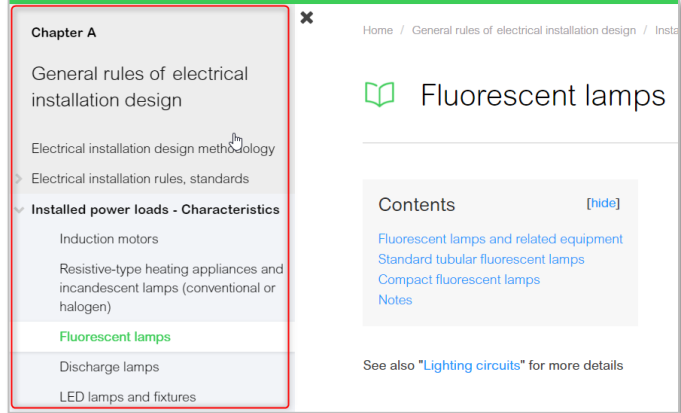 Chapter A
General rules of electrical
installation design
Electrical installation design methodology
Electrical installation rules, standards
Installed power loads - Characteristics
Induction motors
Resistive-type heating appliances and
incandescent lamps (conventional or
halogen)
Fluorescent lamps
Discharge lamps
LED lamps and fixtures
Home / General rules of electrical installation design / Insta
Fluorescent lamps
Contents [hide]
Fluorescent lamps and related equipment
Standard tubular fluorescent lamps
Compact fluorescent lamps
Notes
See also "Lighting circuits" for more details